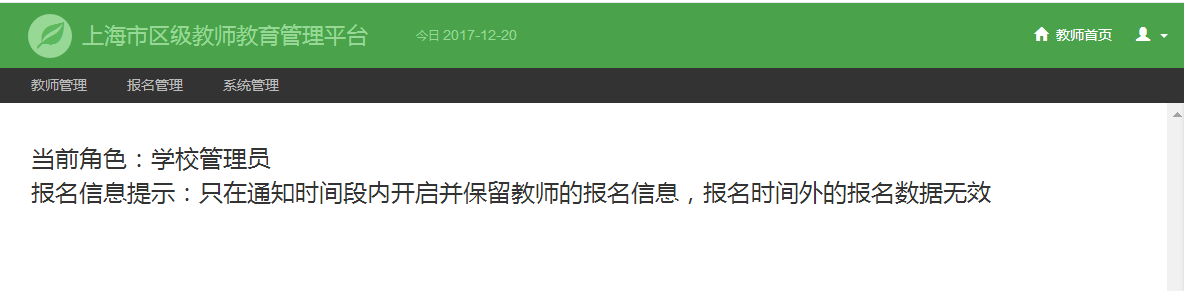 上海市区级教师教育管理平台 今日 2017-12-20 教师首页
教师管理 报名管理 系统管理
当前角色：学校管理员
报名信息提示：只在通知时间段内开启并保留教师的报名信息，报名时间外的报名数据无效